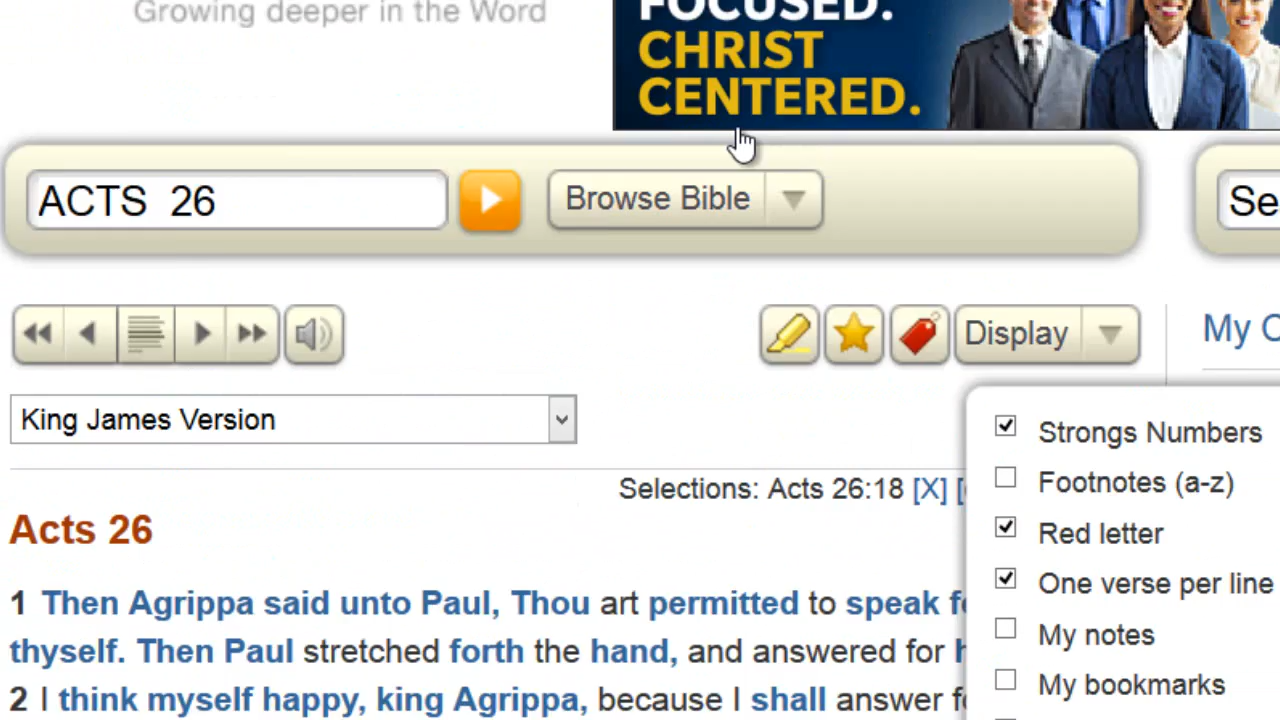 Growing deeper in the Word
FOCUSED.
CHRIST
CENTERED.
ACTS 26
Browse Bible
Se
Display
My
King James Version
Strongs Numbers
Footnotes (a-z)
Red letter
One verse per line
My notes
My bookmarks
Selections: Acts 26:18 [X] [
Acts 26
1 Then Agrippa said unto Paul, Thou art permitted to speak
thyself. Then Paul stretched forth the hand, and answered for
2 I think myself happy, king Agrippa, because I shall answer